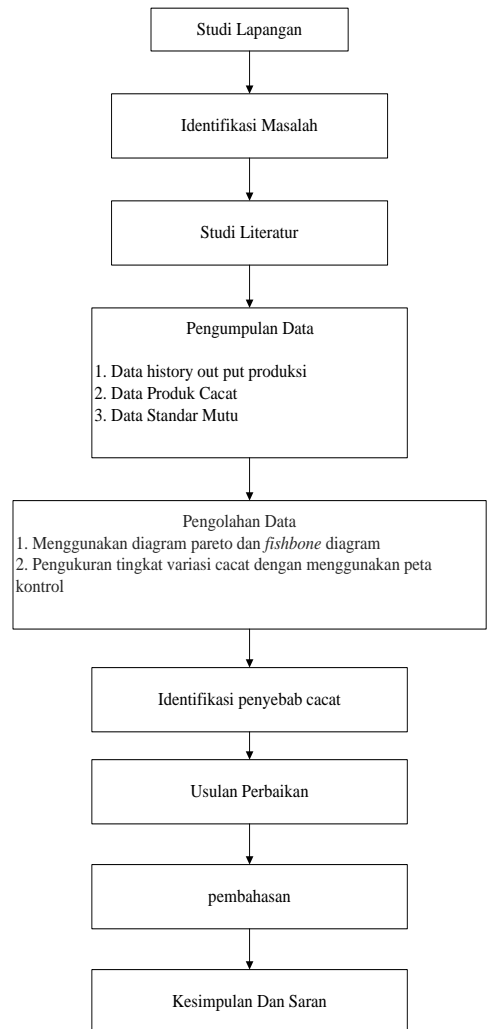 Studi Lapangan
Identifikasi Masalah
Studi Literatur
Pengumpulan Data
1. Data history out put produksi
2. Data Produk Cacat
3. Data Standar Mutu
Pengolahan Data
1. Menggunakan diagram pareto dan fishbone diagram
2. Pengukuran tingkat variasi cacat dengan menggunakan peta
kontrol
Identifikasi penyebab cacat
Usulan Perbaikan
pembahasan
Kesimpulan Dan Saran